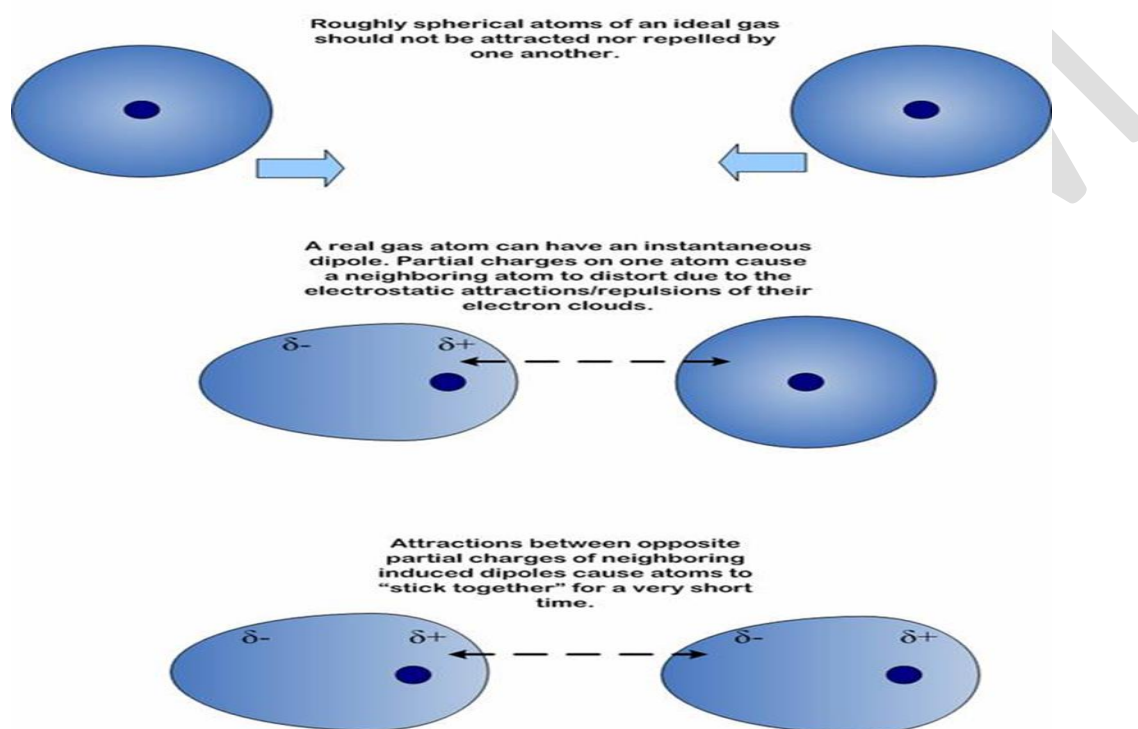 Roughly spherical atoms of an ideal gas
should not be attracted nor repelled by
one another.
A real gas atom can have an instantaneous
dipole. Partial charges on one atom cause
a neighboring atom to distort due to the
electrostatic attractions/repulsions of their
electron clouds.
δ- δ+
Attractions between opposite
partial charges of neighboring
induced dipoles cause atoms to
“stick together” for a very short
time.
δ- δ+ δ- δ+